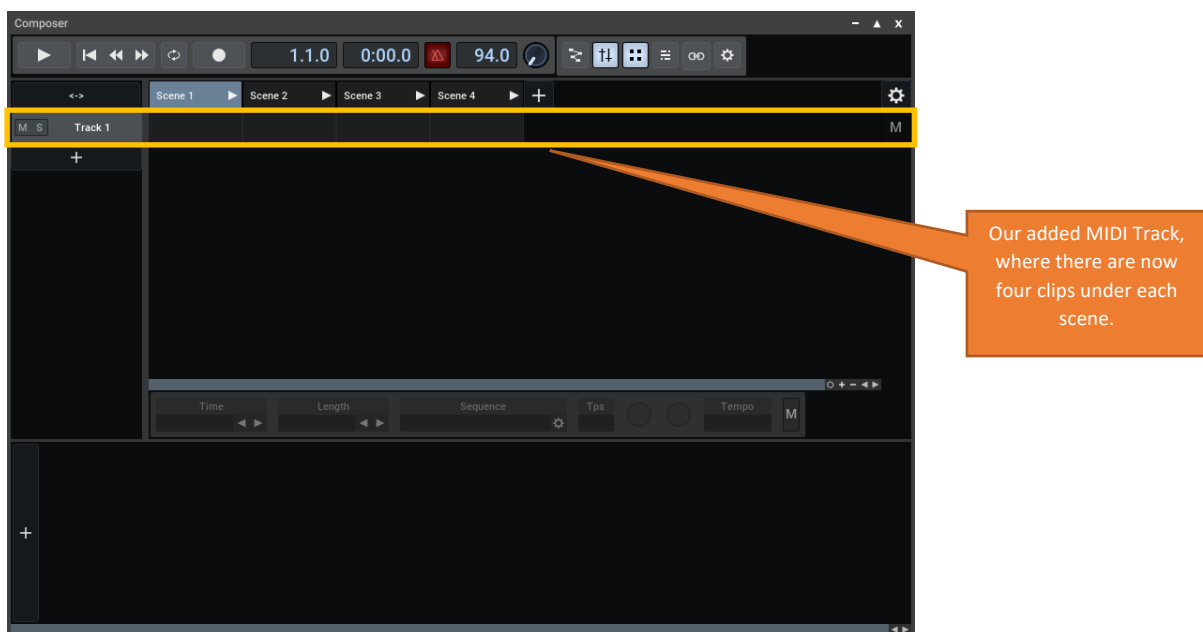 Composer
1.1.0 0:00.0 94.0
<-> Scene 1 Scene 2 Scene 3 Scene 4
M S Track 1 M
Our added MIDI Track,
where there are now
four clips under each
scene.
Time Length Sequence Tps Tempo
M